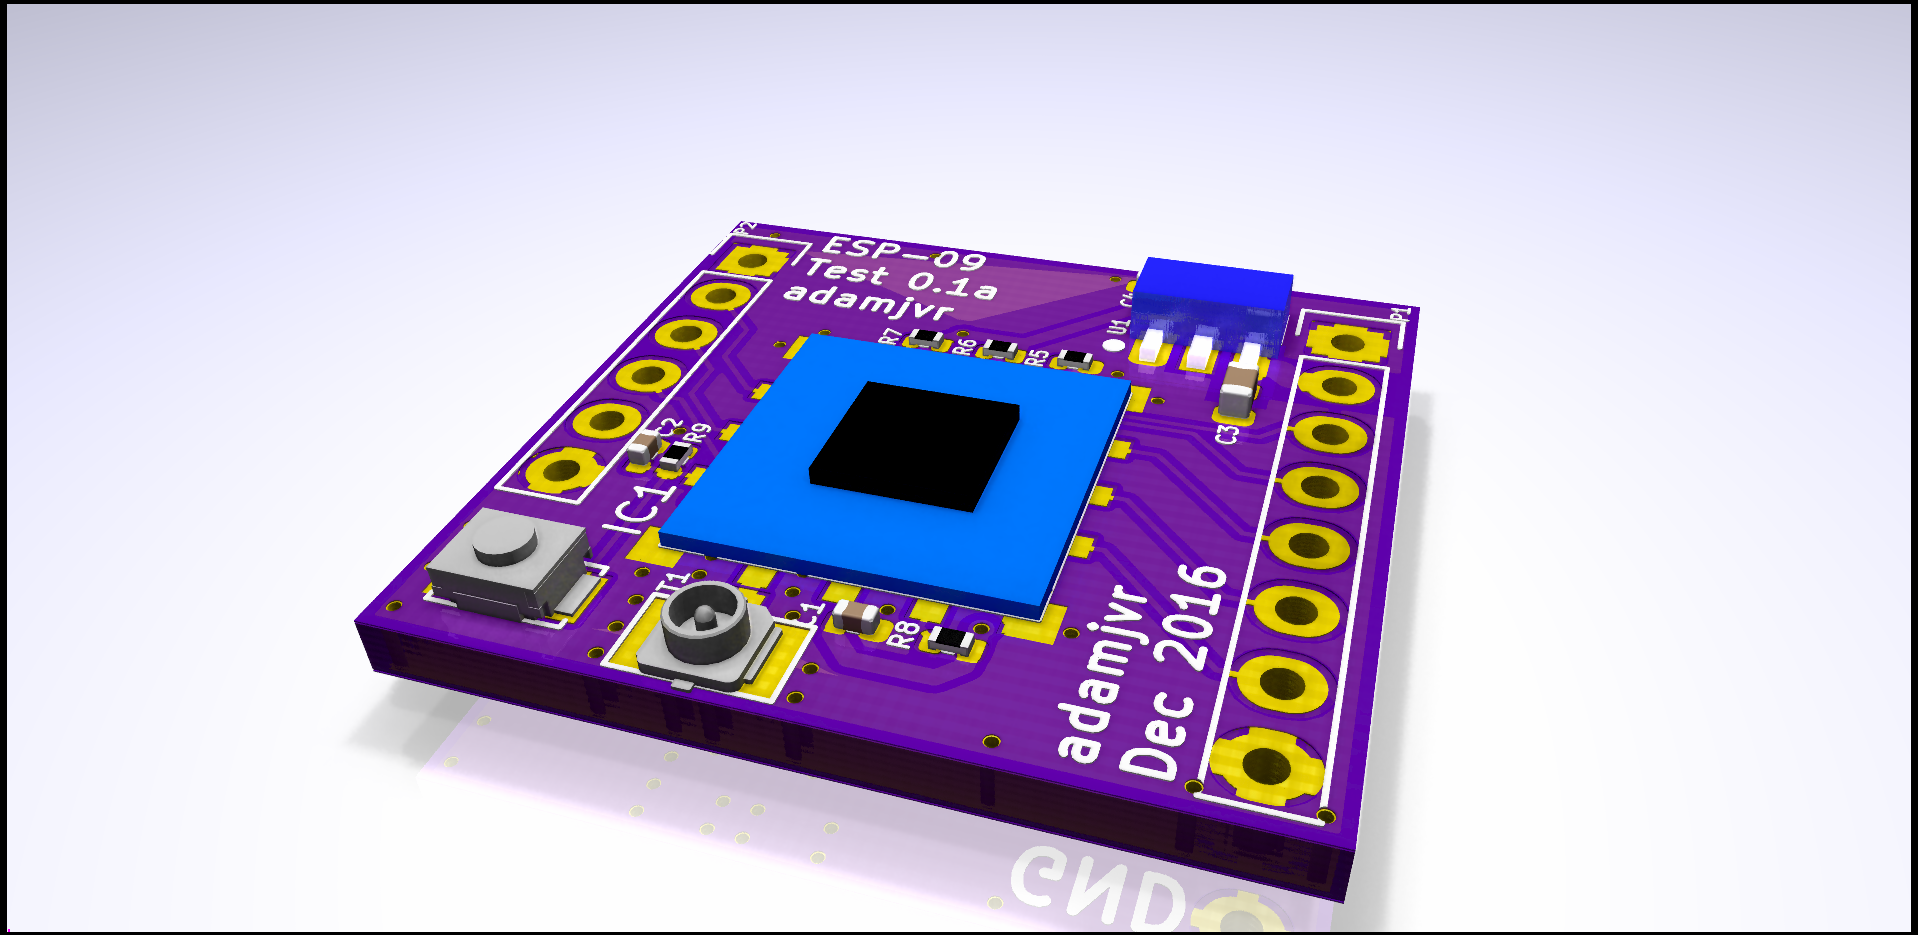 P2
ESP-09
Test 0.1a
adamjvr
U1
P1
R7
R6
R5
C3
C2
R9
IC1
C1
R8
adamjvr
Dec 2016
GND